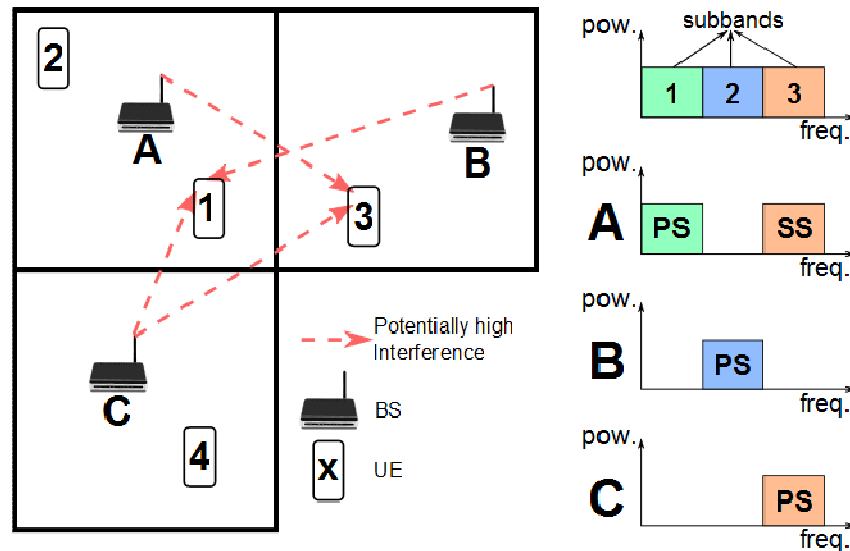 2
A
B
1
3
C
4
Potentially high
Interference
BS
X
UE
pow.
subbands
1 2 3
freq.
pow.
A
PS SS
freq.
pow.
B
PS
freq.
pow.
C
PS
freq.